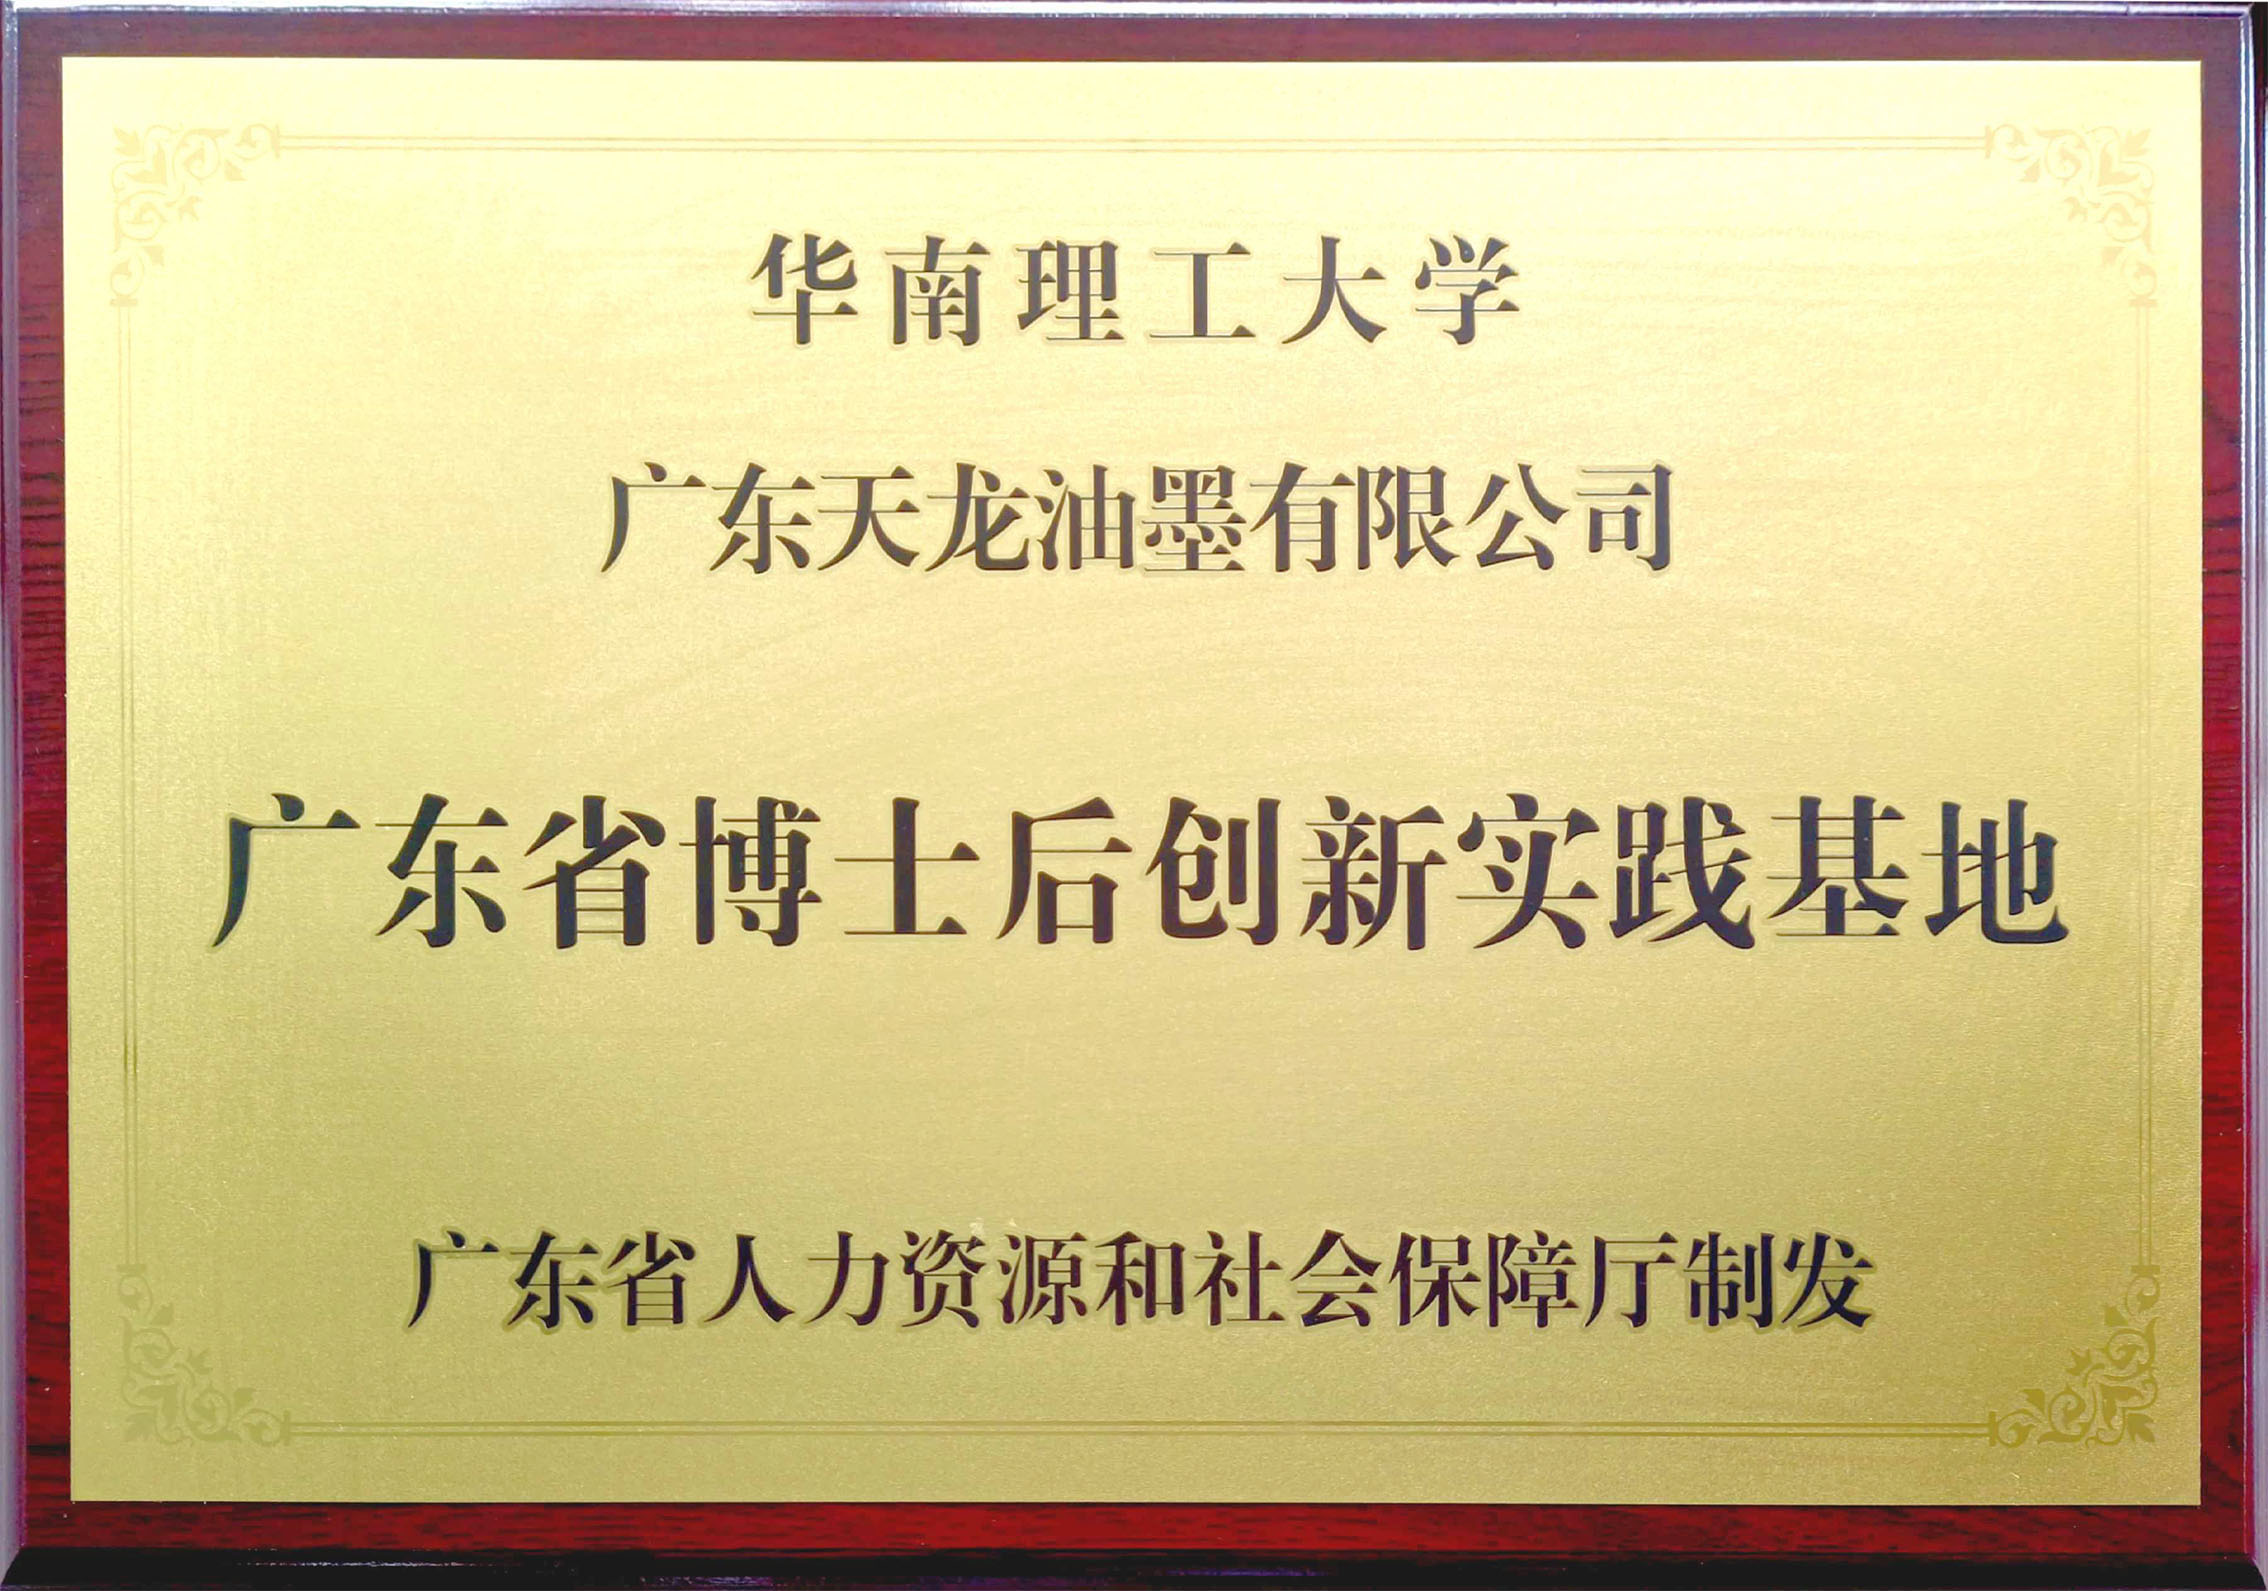 华南理工大学
广东天龙油墨有限公司
广东省博士后创新实践基地
广东省人力资源和社会保障厅制发